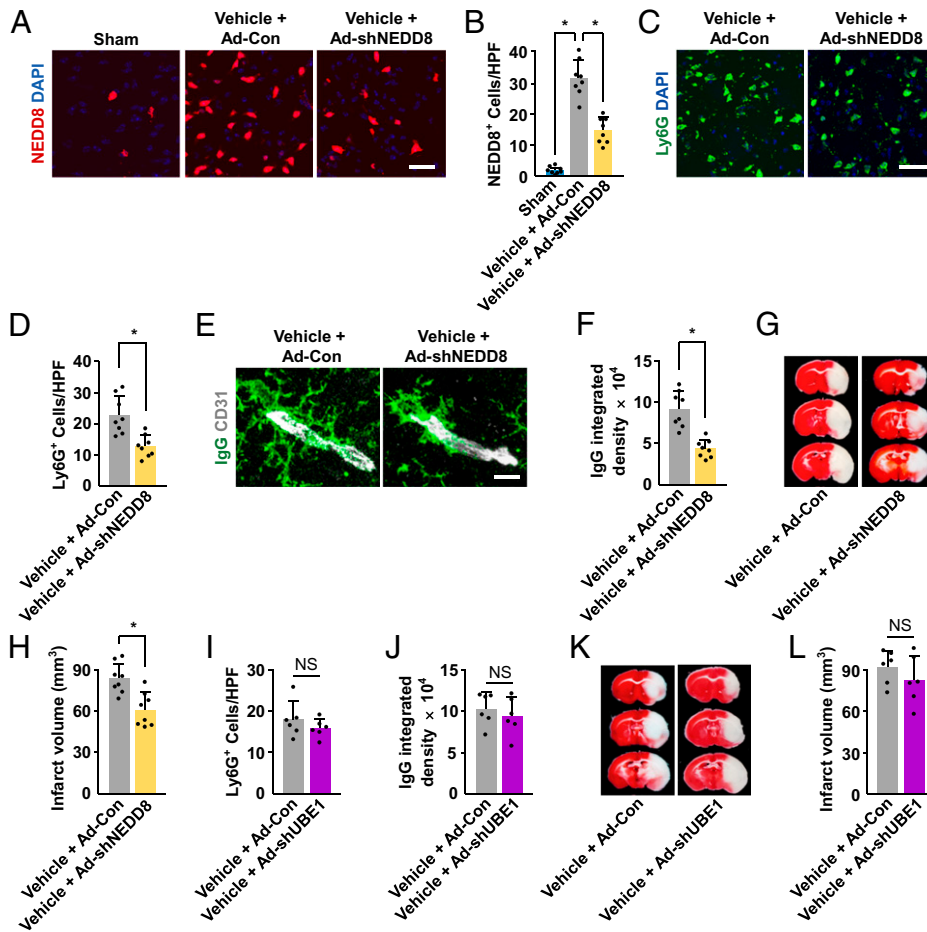 A
Sham
Vehicle +
Ad-Con
Vehicle +
Ad-shNEDD8
NEDD8 DAPI
B
* *
NEDD8⁺ Cells/HPF
40
30
20
10
0
Sham
Vehicle + Ad-Con
Vehicle + Ad-shNEDD8
C
Vehicle +
Ad-Con
Vehicle +
Ad-shNEDD8
Ly6G DAPI
D
*
Ly6G⁺ Cells/HPF
40
30
20
10
0
Vehicle + Ad-Con
Vehicle + Ad-shNEDD8
E
Vehicle +
Ad-Con
Vehicle +
Ad-shNEDD8
IgG CD31
F
*
IgG integrated
density × 10⁴
15
10
5
0
Vehicle + Ad-Con
Vehicle + Ad-shNEDD8
G
Vehicle + Ad-Con
Vehicle + Ad-shNEDD8
H
*
Infarct volume (mm³)
90
60
30
0
Vehicle + Ad-Con
Vehicle + Ad-shNEDD8
I
NS
Ly6G⁺ Cells/HPF
30
20
10
0
Vehicle + Ad-Con
Vehicle + Ad-shUBE1
J
NS
IgG integrated
density × 10⁴
15
10
5
0
Vehicle + Ad-Con
Vehicle + Ad-shUBE1
K
Vehicle + Ad-Con
Vehicle + Ad-shUBE1
L
NS
Infarct volume (mm³)
90
60
30
0
Vehicle + Ad-Con
Vehicle + Ad-shUBE1